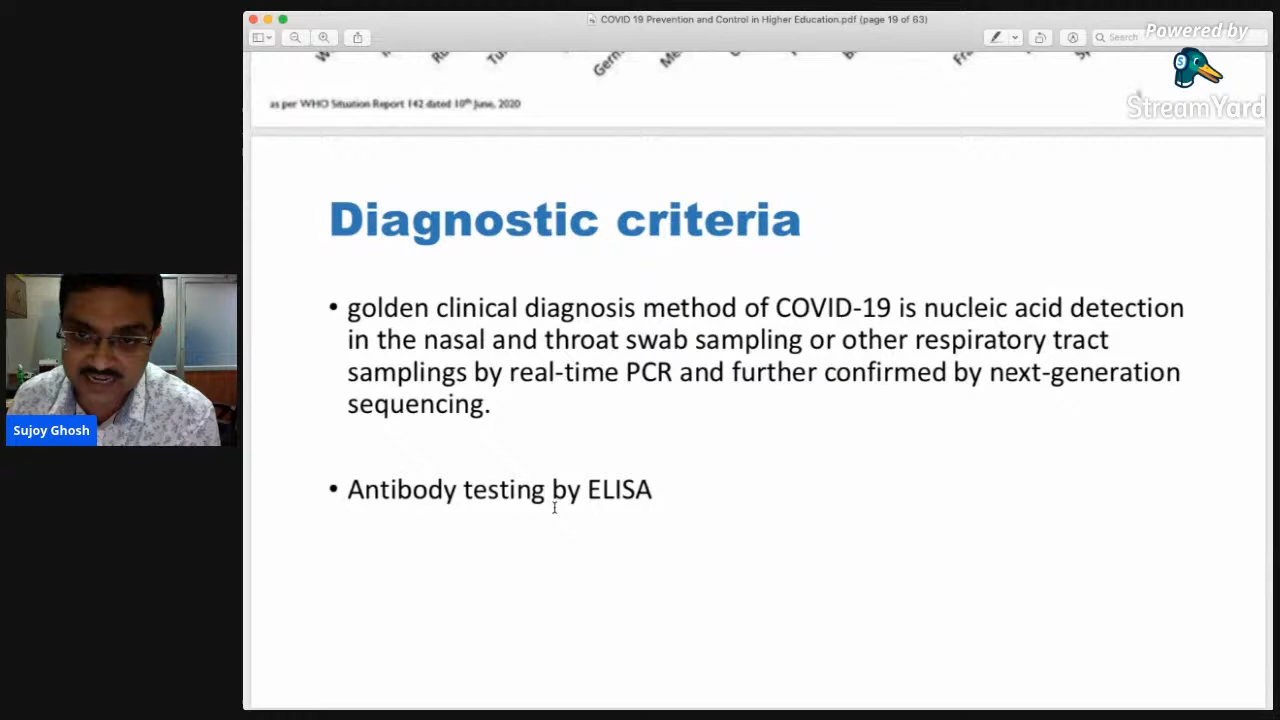 COVID 19 Prevention and Control in Higher Education.pdf (page 19 of 63)
Search
Powered by
StreamYard
as per WHO Situation Report 142 dated 10th June, 2020
Diagnostic criteria
• golden clinical diagnosis method of COVID-19 is nucleic acid detection
in the nasal and throat swab sampling or other respiratory tract
samplings by real-time PCR and further confirmed by next-generation
sequencing.
• Antibody testing by ELISA
Sujoy Ghosh